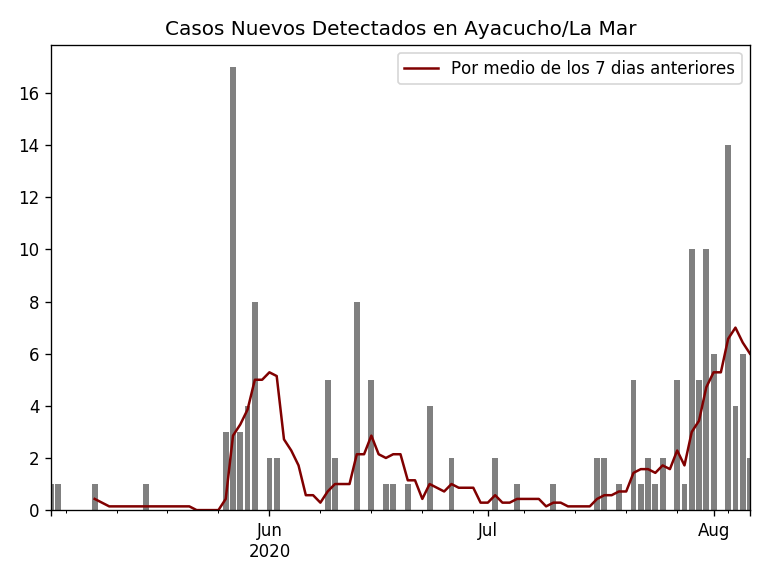 Casos Nuevos Detectados en Ayacucho/La Mar
Por medio de los 7 dias anteriores
16
14
12
10
8
6
4
2
0
Jun
2020
Jul
Aug